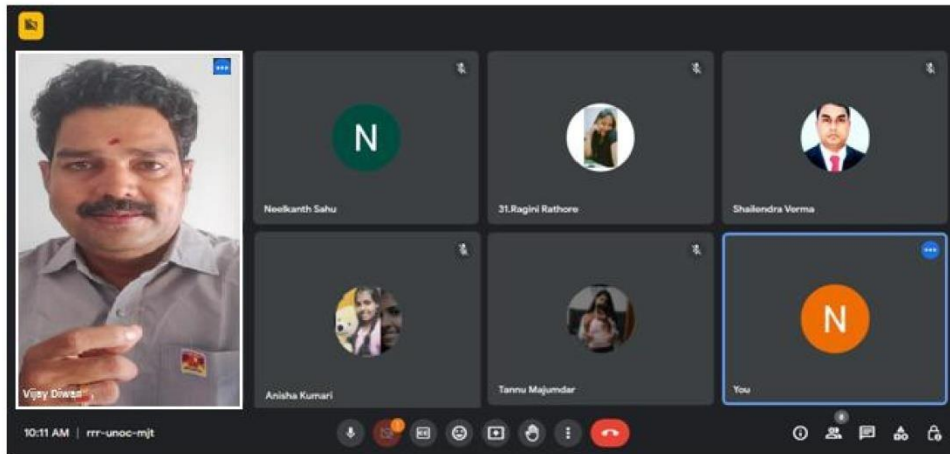 N
Neelkanth Sahu
31.Ragini Rathore
Shailendra Verma
Vijay Diwan
Anisha Kumari
Tannu Majumdar
N
You
10:11 AM | rrr-unoc-mjt